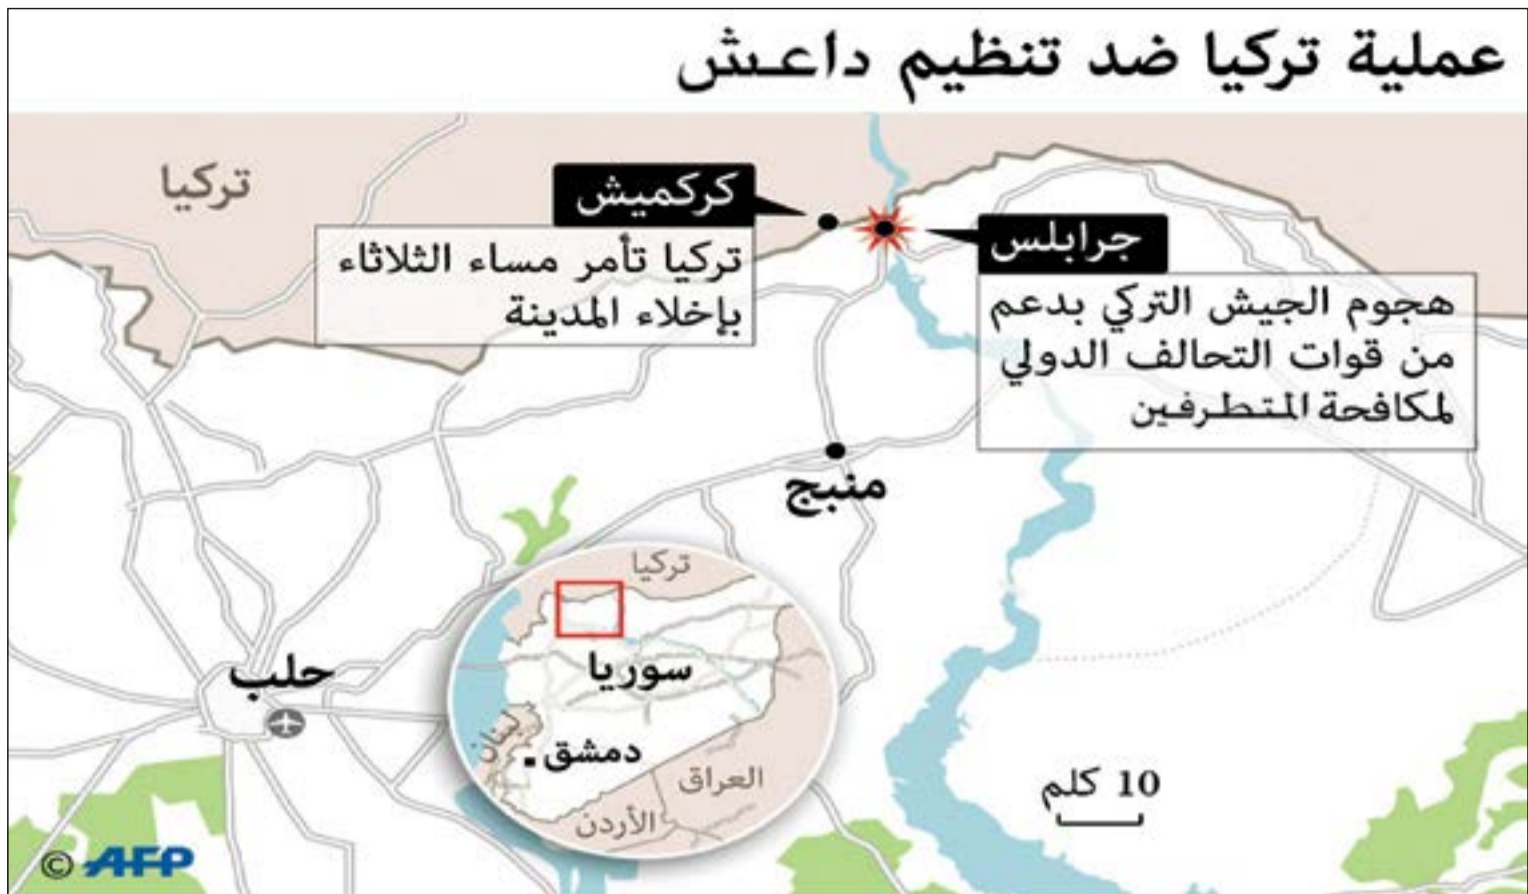 عملية تركيا ضد تنظيم داعش
تركيا
كركميش
تركيا تأمر مساء الثلاثاء
بإخلاء المدينة
جرابلس
هجوم الجيش التركي بدعم
من قوات التحالف الدولي
لمكافحة المتطرفين
منبج
حلب
تركيا
سوريا
لبنان
دمشق
العراق
الأردن
10 كلم
© AFP